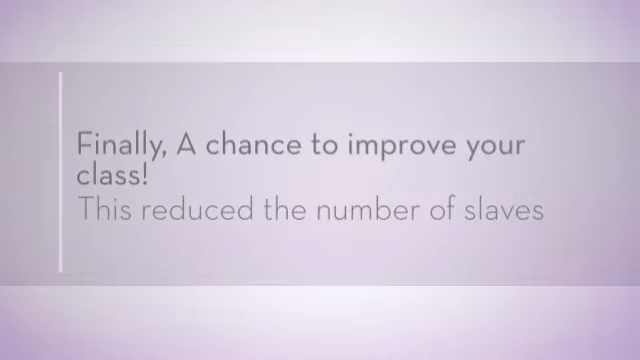 Finally, A chance to improve your
class!
This reduced the number of slaves